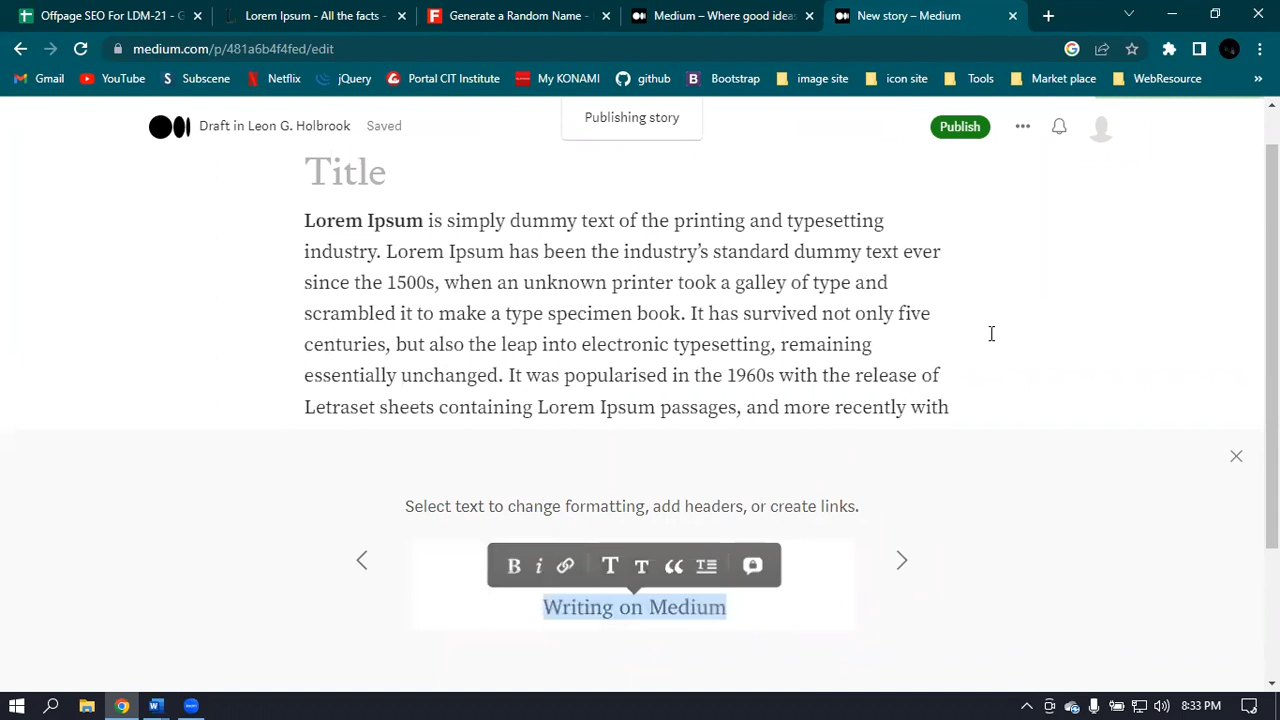 Offpage SEO For LDM-21 - G
Lorem Ipsum - All the facts -
Generate a Random Name -
Medium – Where good ideas
New story – Medium
medium.com/p/481a6b4f4fed/edit
Gmail
YouTube
Subscene
Netflix
jQuery
Portal CIT Institute
My KONAMI
github
Bootstrap
image site
icon site
Tools
Market place
WebResource
»
Draft in Leon G. Holbrook
Saved
Publishing story
Publish
Title
Lorem Ipsum is simply dummy text of the printing and typesetting
industry. Lorem Ipsum has been the industry’s standard dummy text ever
since the 1500s, when an unknown printer took a galley of type and
scrambled it to make a type specimen book. It has survived not only five
centuries, but also the leap into electronic typesetting, remaining
essentially unchanged. It was popularised in the 1960s with the release of
Letraset sheets containing Lorem Ipsum passages, and more recently with
Select text to change formatting, add headers, or create links.
B i T T
Writing on Medium
8:33 PM